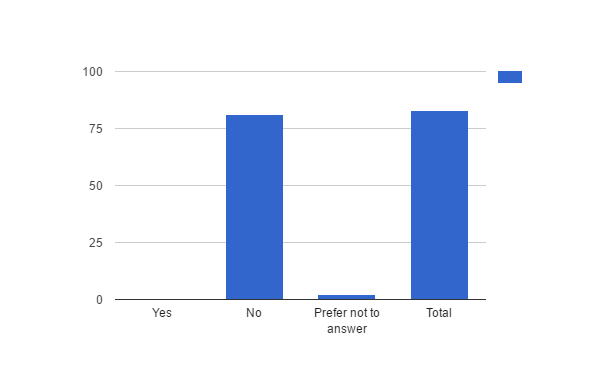 100
75
50
25
0
Yes
No
Prefer not to
answer
Total